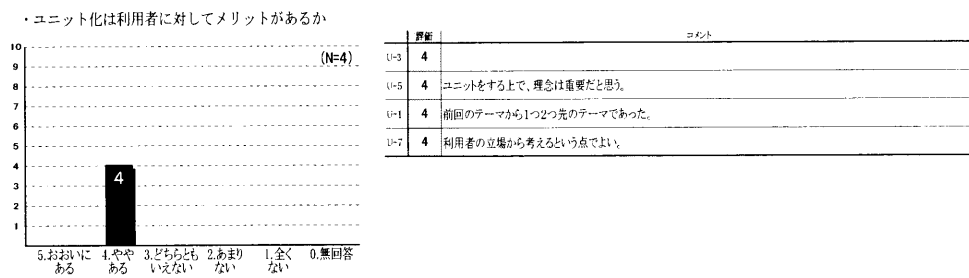 ・ユニット化は利用者に対してメリットがあるか
10
9
8
7
6
5
4
3
2
1
(N=4)
4
5.おおいに
ある
4.やや
ある
3.どちらとも
いえない
2.あまり
ない
1.全く
ない
0.無回答
評価 コメント
U-3 4
U-5 4 ユニットをする上で、理念は重要だと思う。
U-1 4 前回のテーマから1つ2つ先のテーマであった。
U-7 4 利用者の立場から考えるという点でよい。